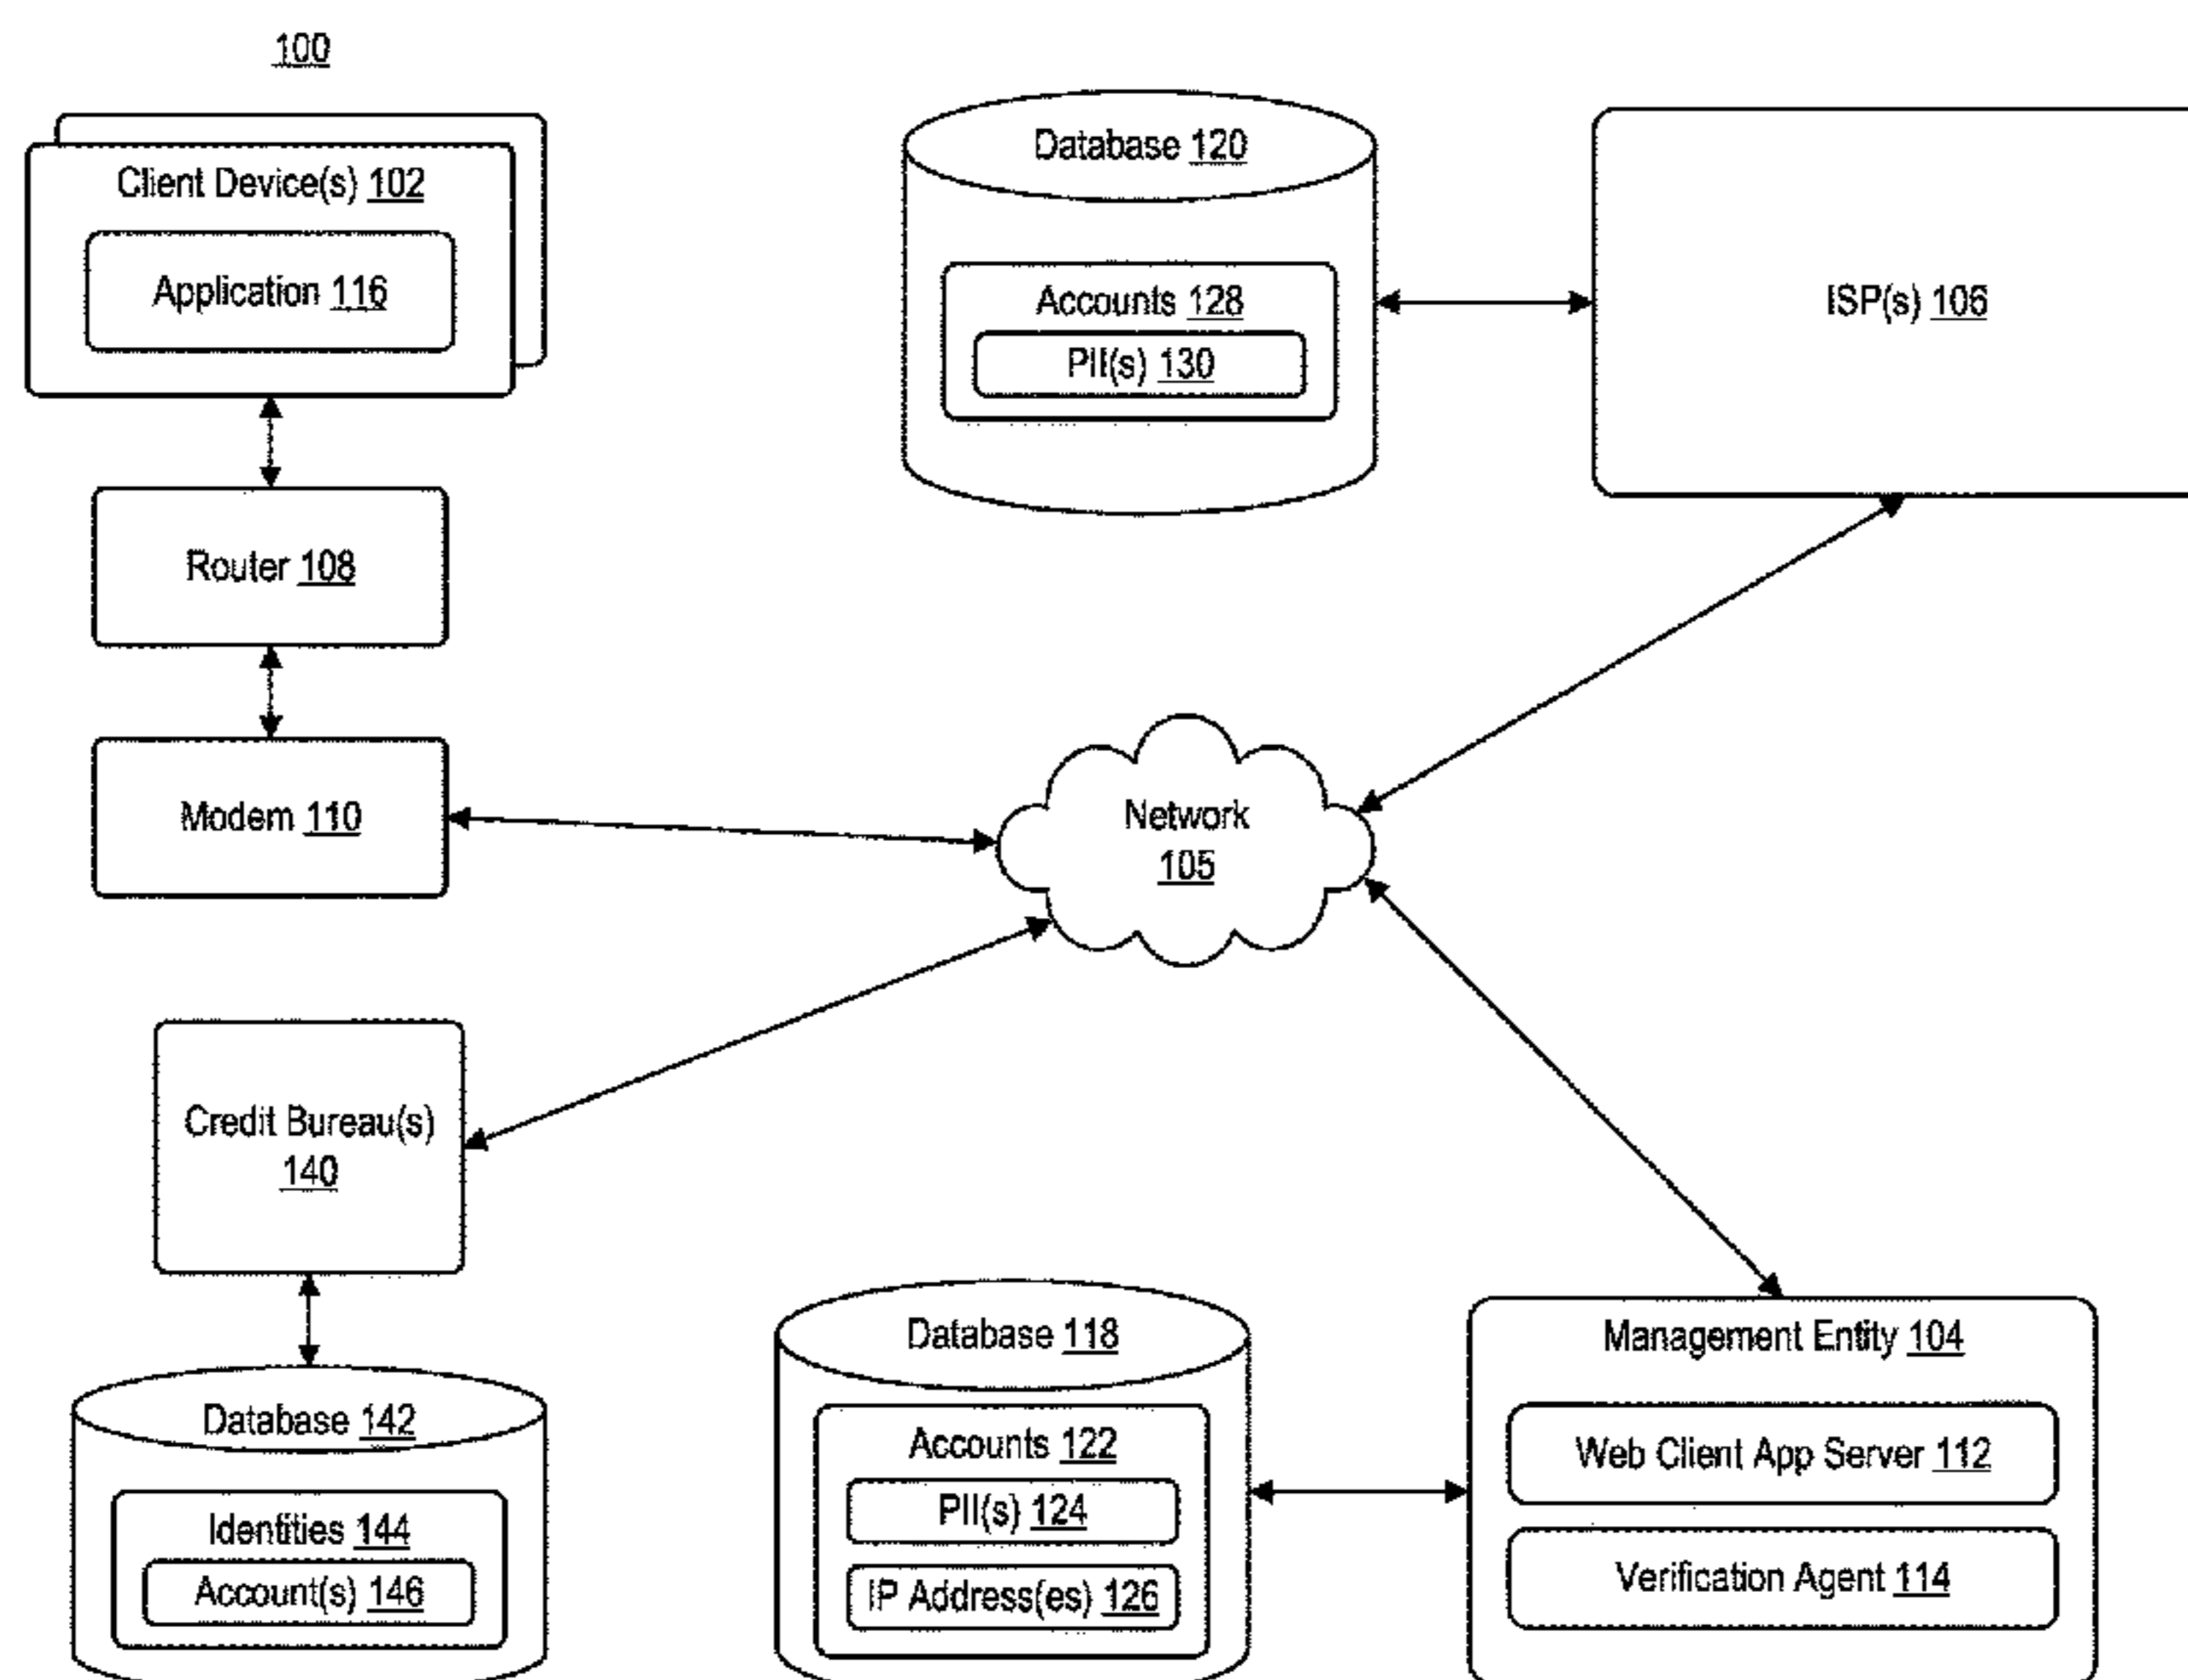 100
Client Device(s) 102
Application 116
Router 108
Modem 110
Database 120
Accounts 128
PII(s) 130
ISP(s) 106
Network
105
Credit Bureau(s)
140
Database 142
Identities 144
Account(s) 146
Database 118
Accounts 122
PII(s) 124
IP Address(es) 126
Management Entity 104
Web Client App Server 112
Verification Agent 114